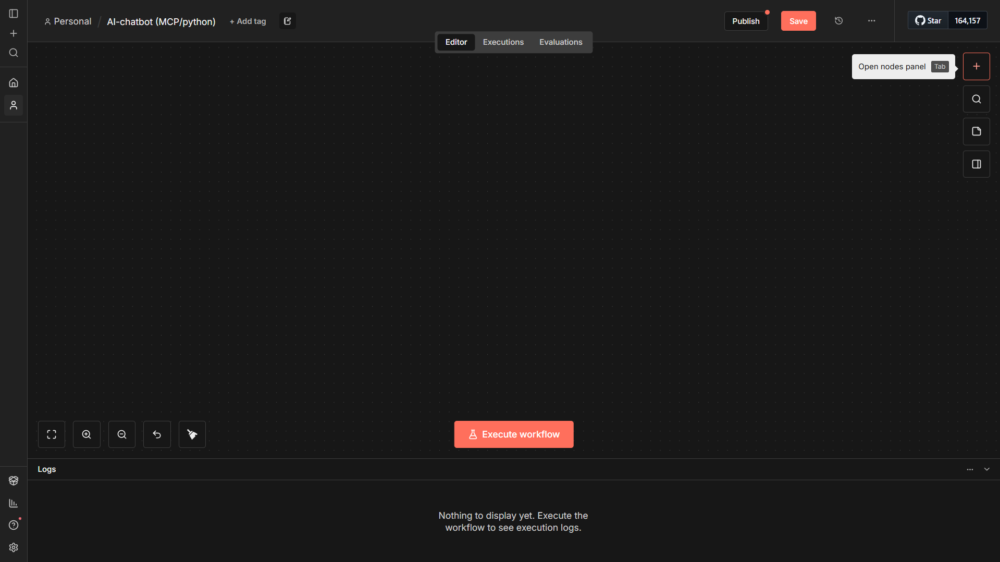 Personal / AI-chatbot (MCP/python) + Add tag
Publish Save Star 164,157
Editor Executions Evaluations
Open nodes panel Tab
Execute workflow
Logs
Nothing to display yet. Execute the
workflow to see execution logs.